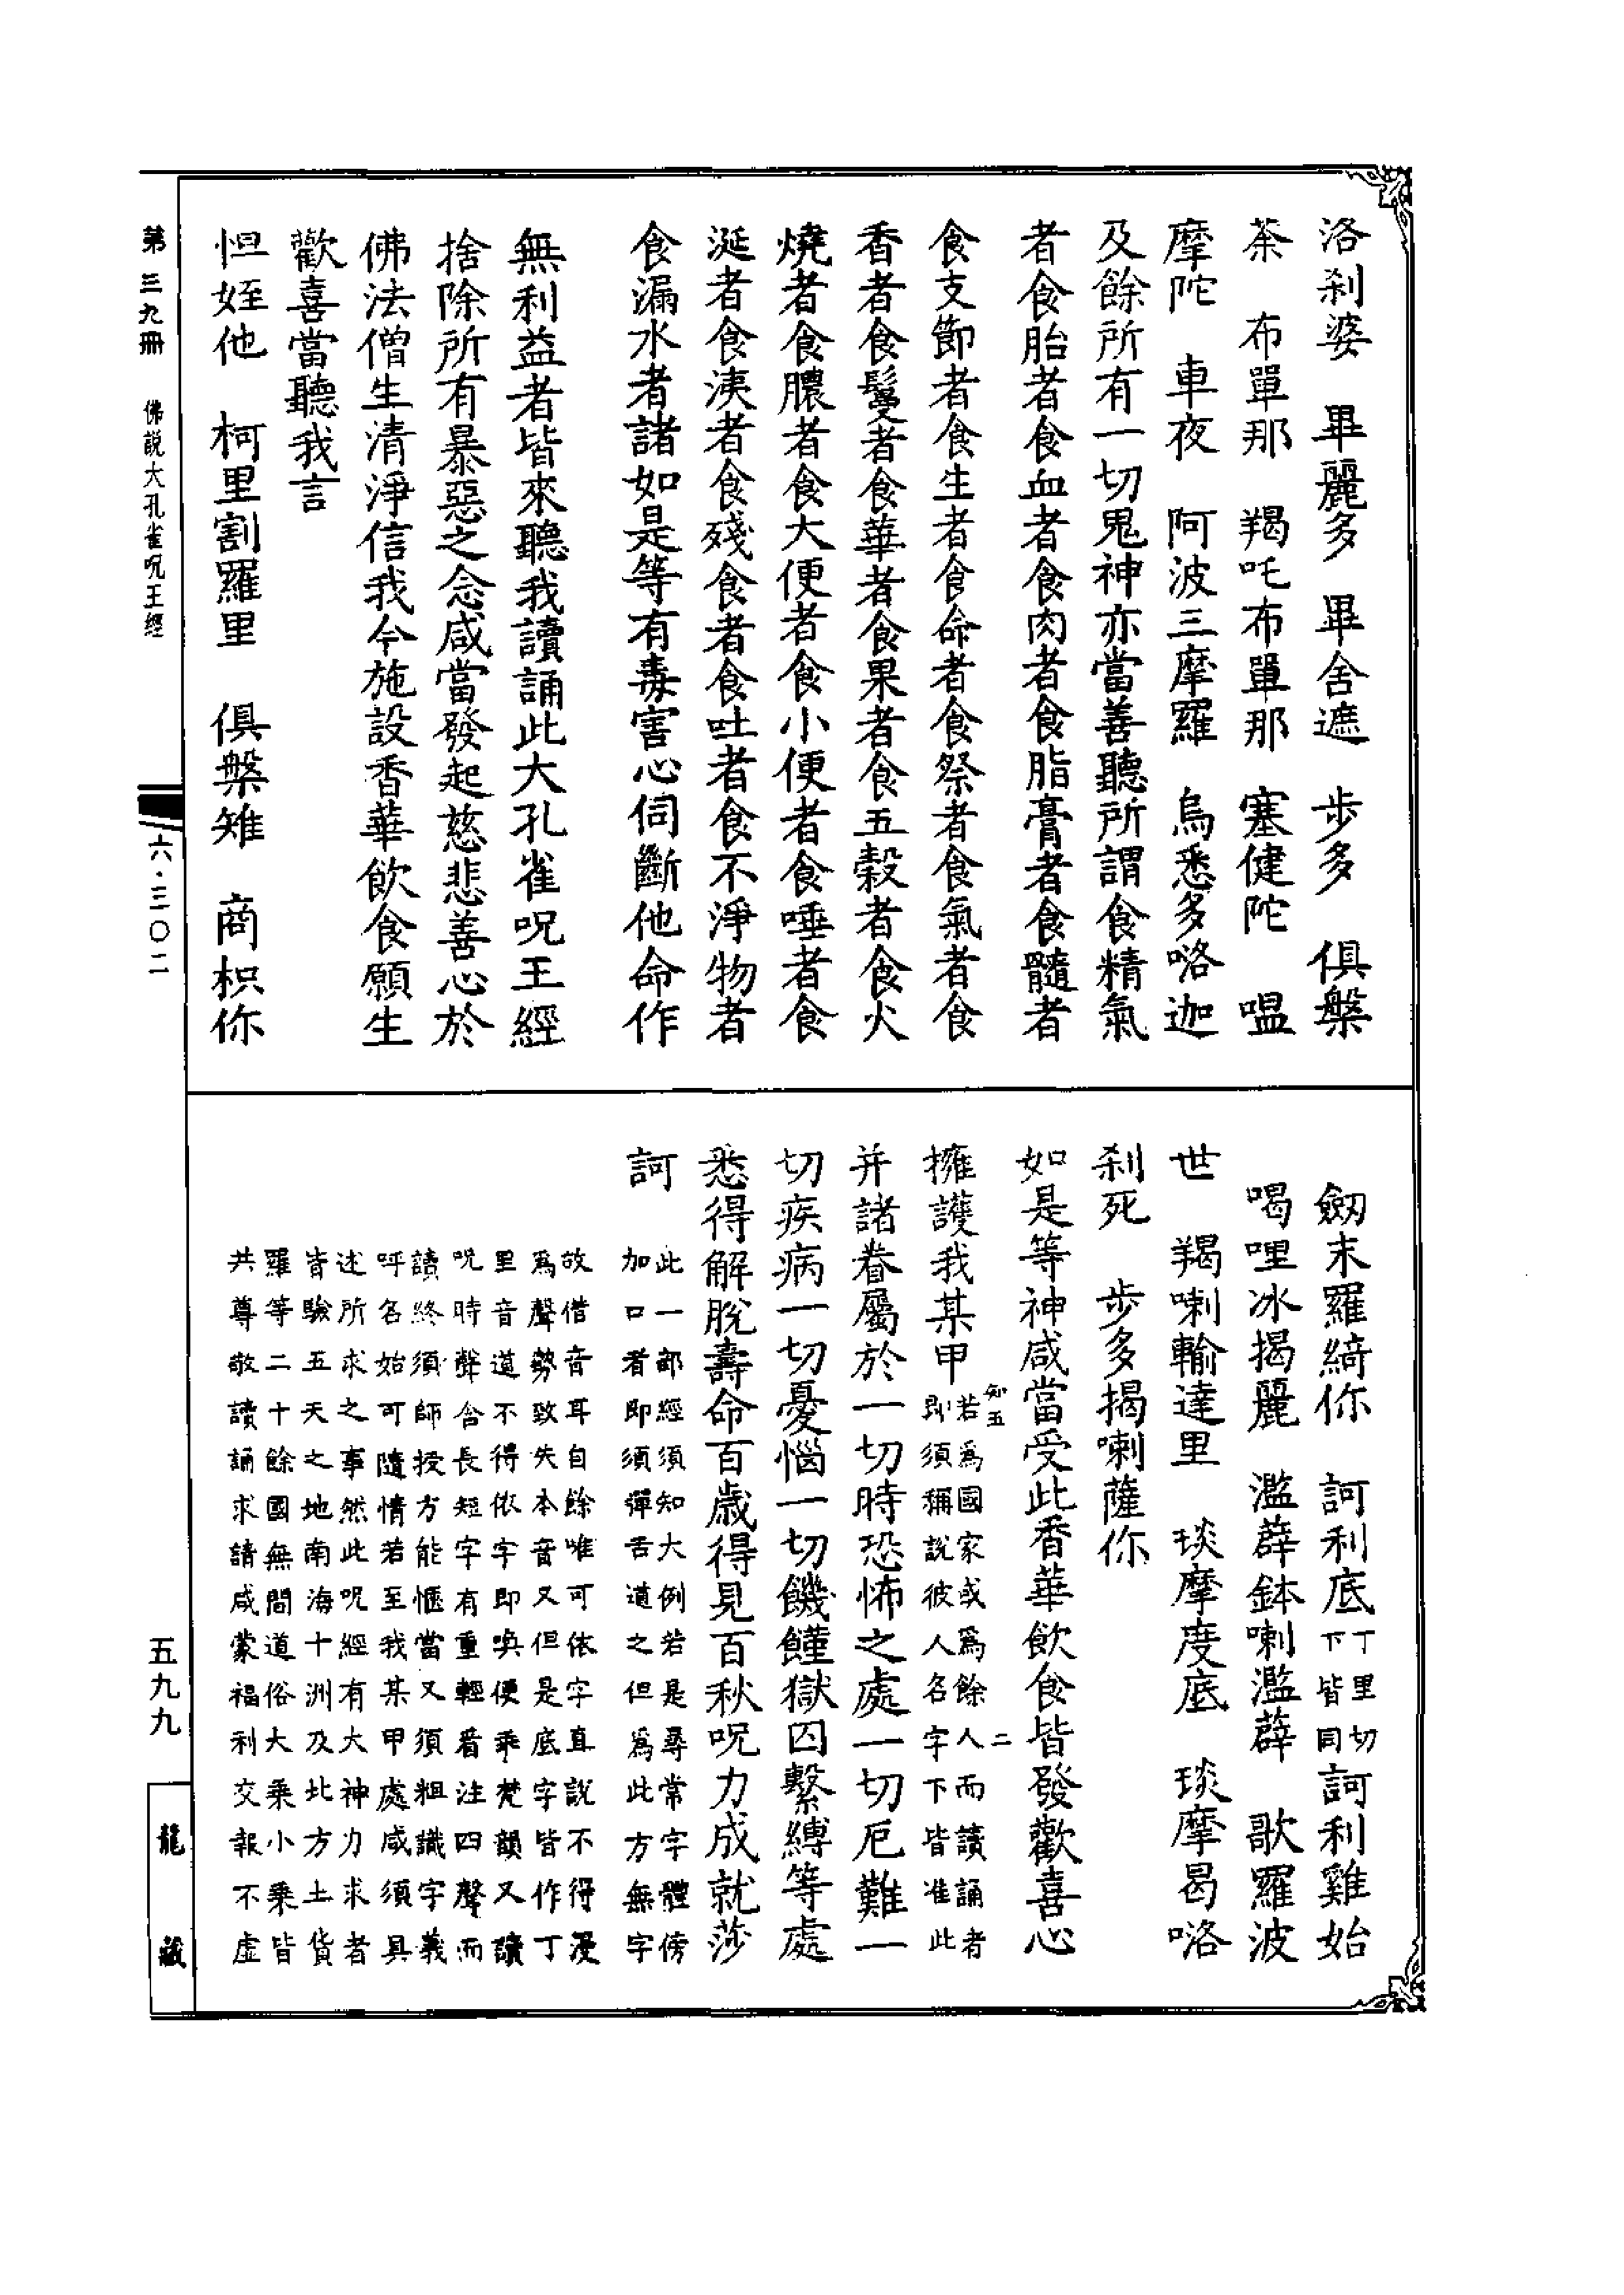 洛刹婆　畢麗多　畢舍遮　步多　俱槃
茶　布單那　羯吒布單那　塞健陀　嗢
摩陀　車夜　阿波三摩羅　烏悉多咯迦
及餘所有一切鬼神亦當善聽所謂食精氣
者食胎者食血者食肉者食脂膏者食髓者
食支節者食生者食命者食祭者食氣者食
香者食鬘者食華者食果者食五穀者食火
燒者食膿者食大便者食小便者食唾者食
涎者食洟者食殘食者食吐者食不淨物者
食漏水者諸如是等有毒害心伺斷他命作
無利益者皆來聽我讀誦此大孔雀呪王經
捨除所有暴惡之念咸當發起慈悲善心於
佛法僧生清淨信我今施設香華飲食願生
歡喜當聽我言
怛姪他　柯里割羅里　俱槃雉　商枳你
劒末羅綺你　訶利底丁里切下皆同訶利雞始
喝哩冰揭麗　濫薜鉢喇濫薜　歌羅波
世　羯喇輸達里　琰摩度底　琰摩曷咯
刹死　步多揭喇薩你
如是等神咸當受此香華飲食皆發歡喜心
知五　二
擁護我某甲若爲國家或爲餘人而讀誦者即須稱說彼人名字下皆准此
并諸眷屬於一切時恐怖之處一切厄難一
切疾病一切憂惱一切饑饉獄囚繫縛等處
悉得解脫壽命百歲得見百秋呪力成就莎
訶
此一部經須知大例若是尋常字體傍
加口者即須彈舌道之但爲此方無字
故借音耳自餘唯可依字直說不得漫
爲聲勢致失本音又但是底字皆作丁
里音道不得依字即喚便乖梵韻又讀
呪時聲含長短字有重輕看注四聲而
讀終須師授方能愜當又須粗識字義
呼名始可隨情若至我某甲處咸須具
述所求之事然此呪經有大神力求者
皆驗五天之地南海十洲及北方土貨
羅等二十餘國無問道俗大乘小乘皆
共尊敬讀誦求請咸蒙福利交報不虛
第三九冊　佛說大孔雀呪王經
六·三〇二
五九九
龍藏